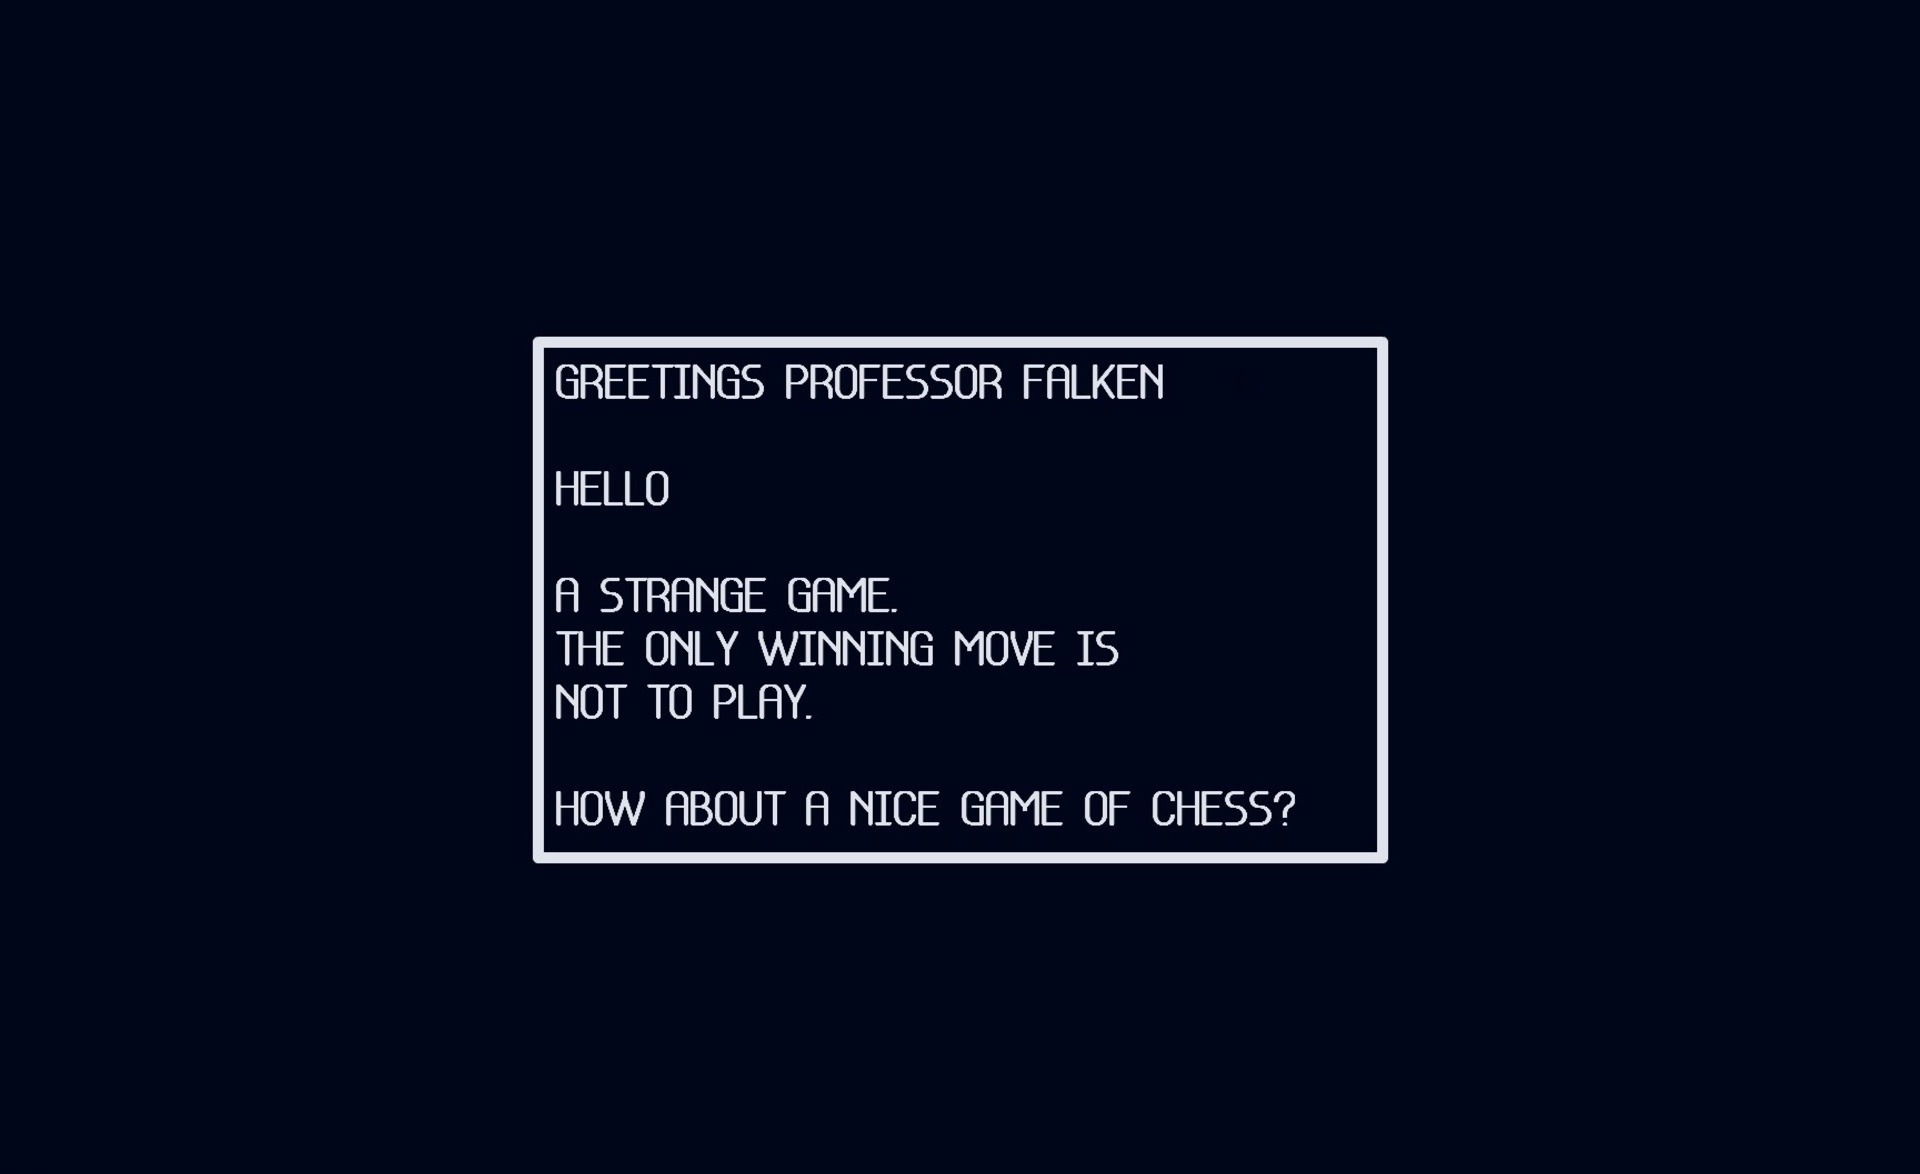 GREETINGS PROFESSOR FALKEN
HELLO
A STRANGE GAME.
THE ONLY WINNING MOVE IS
NOT TO PLAY.
HOW ABOUT A NICE GAME OF CHESS?